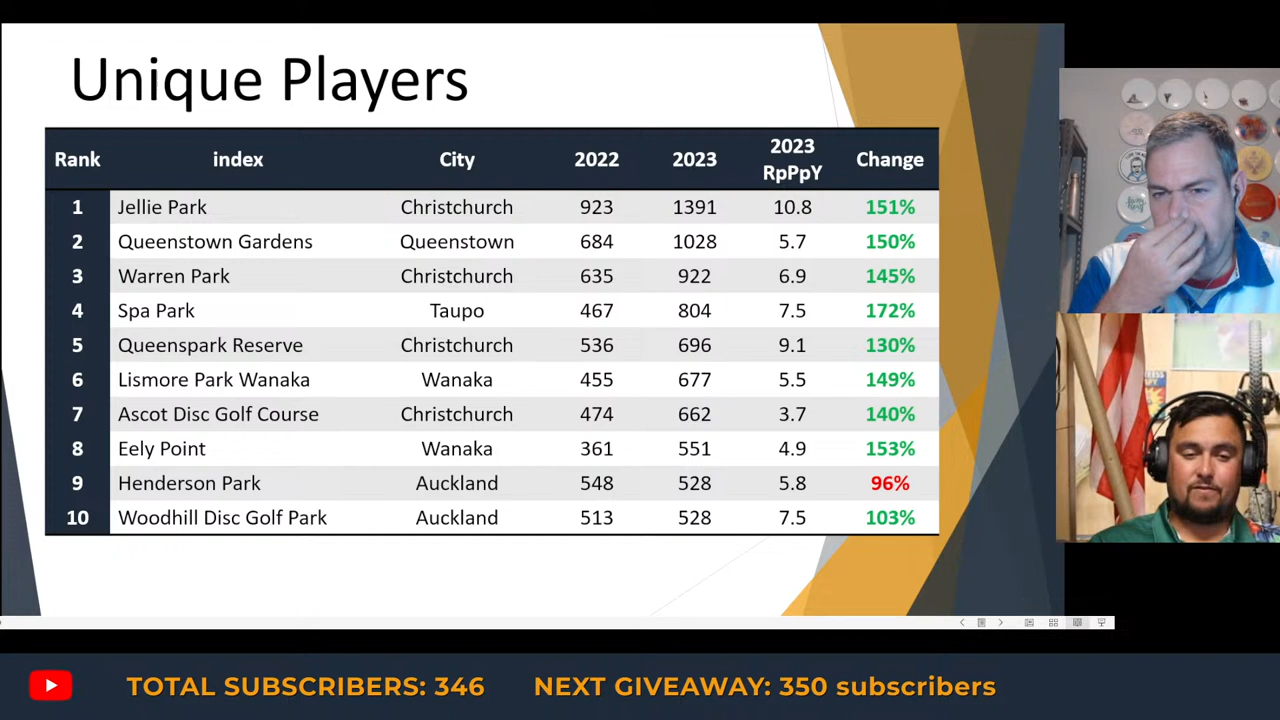 Unique Players
Rank index City 2022 2023 2023 RpPpY Change
1 Jellie Park Christchurch 923 1391 10.8 151%
2 Queenstown Gardens Queenstown 684 1028 5.7 150%
3 Warren Park Christchurch 635 922 6.9 145%
4 Spa Park Taupo 467 804 7.5 172%
5 Queenspark Reserve Christchurch 536 696 9.1 130%
6 Lismore Park Wanaka Wanaka 455 677 5.5 149%
7 Ascot Disc Golf Course Christchurch 474 662 3.7 140%
8 Eely Point Wanaka 361 551 4.9 153%
9 Henderson Park Auckland 548 528 5.8 96%
10 Woodhill Disc Golf Park Auckland 513 528 7.5 103%
TOTAL SUBSCRIBERS: 346 NEXT GIVEAWAY: 350 subscribers